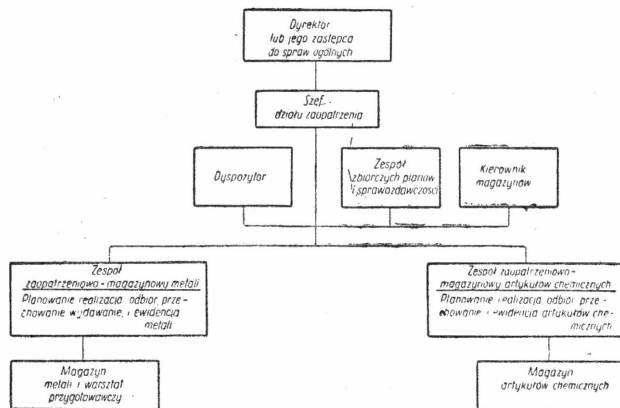 Dyrektor
lub jego zastępca
do spraw ogólnych
Szef
działu zaopatrzenia
Dyspozytor
Zespół
zbiorczych planów
i sprawozdawczości
Kierownik
magazynów
Zespół
zaopatrzeniowo-magazynowy metali
Planowanie realizacja odbiór prze-
chowanie wydawanie, i ewidencja
metali
Zespół zaopatrzeniowo-
magazynowy artykułów chemicznych
Planowanie realizacja odbiór prze-
chowanie i ewidencja artykułów che-
micznych
Magazyn
metali i warsztat
przygotowawczy
Magazyn
artykułów chemicznych